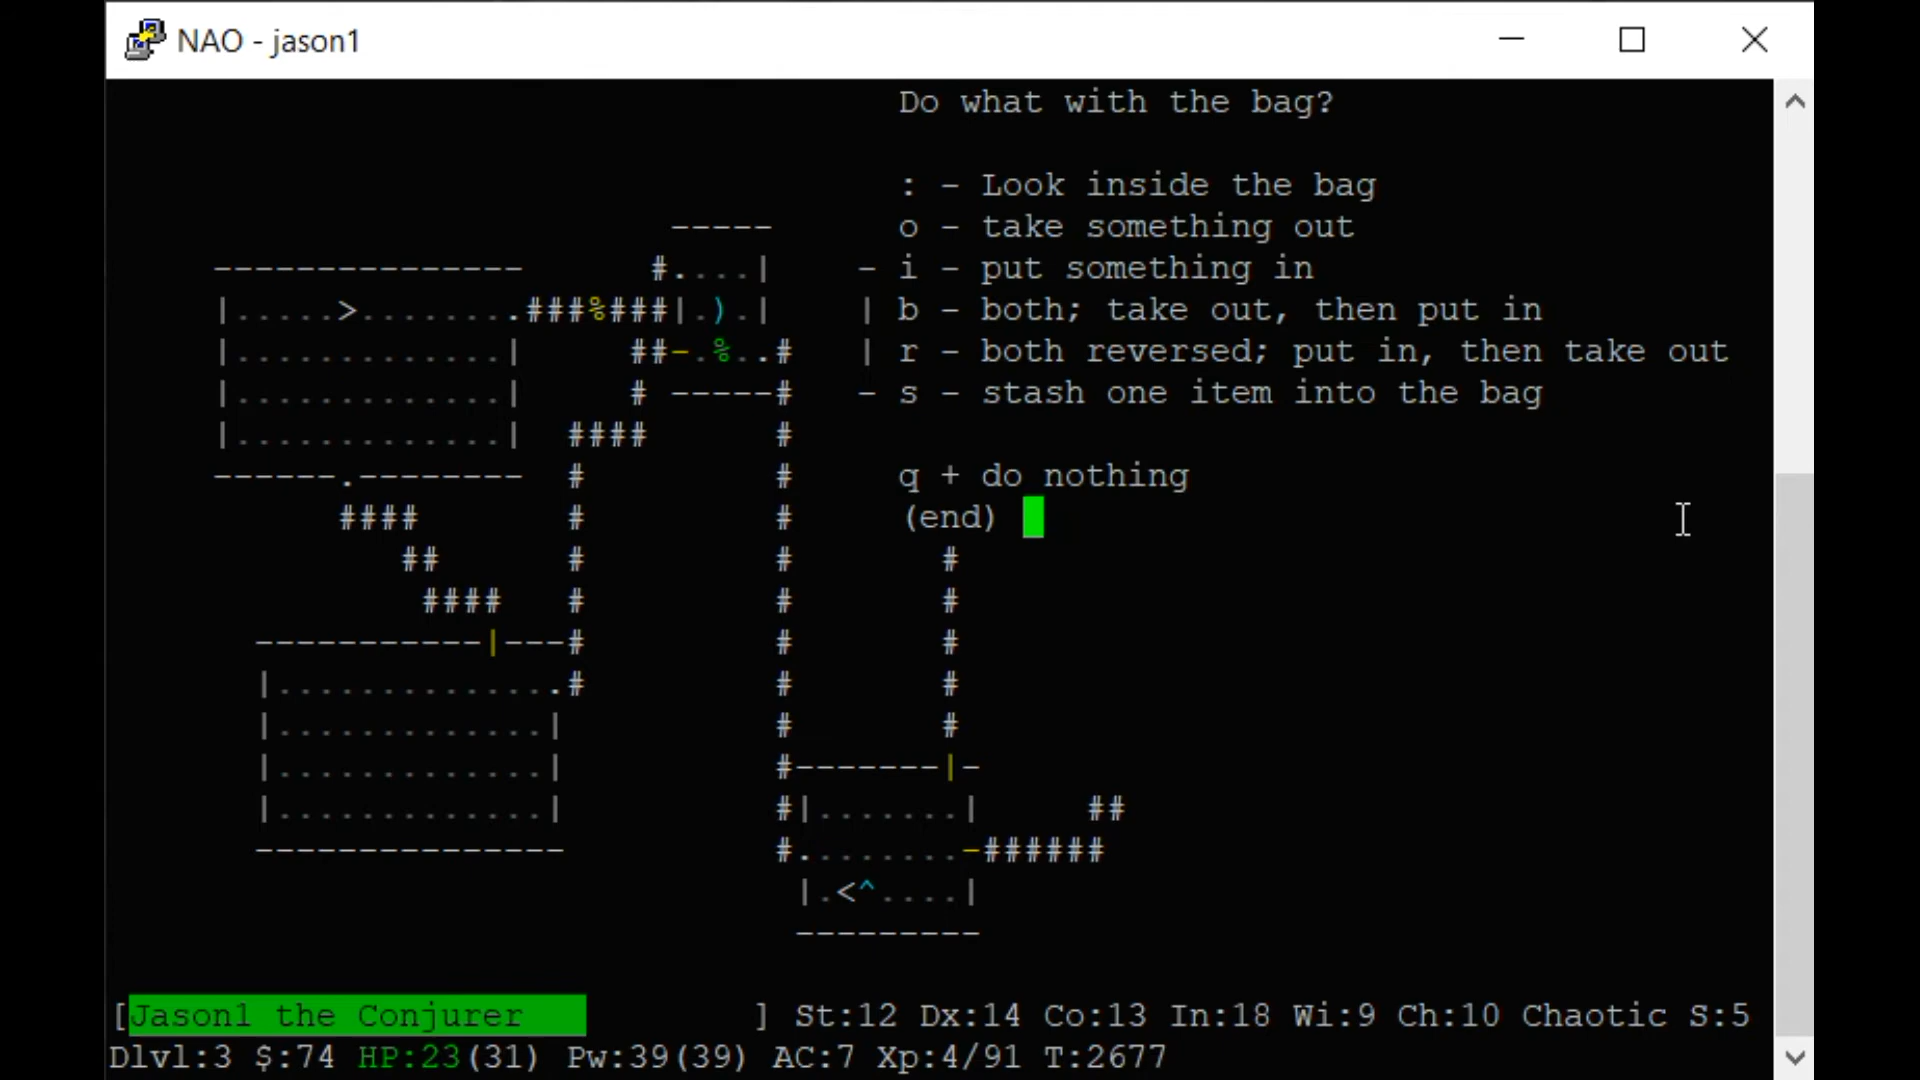 NAO - jason1
Do what with the bag?
: - Look inside the bag
o - take something out
i - put something in
b - both; take out, then put in
r - both reversed; put in, then take out
s - stash one item into the bag
q + do nothing
(end)
[Jason1 the Conjurer ] St:12 Dx:14 Co:13 In:18 Wi:9 Ch:10 Chaotic S:5
Dlvl:3 $:74 HP:23(31) Pw:39(39) AC:7 Xp:4/91 T:2677